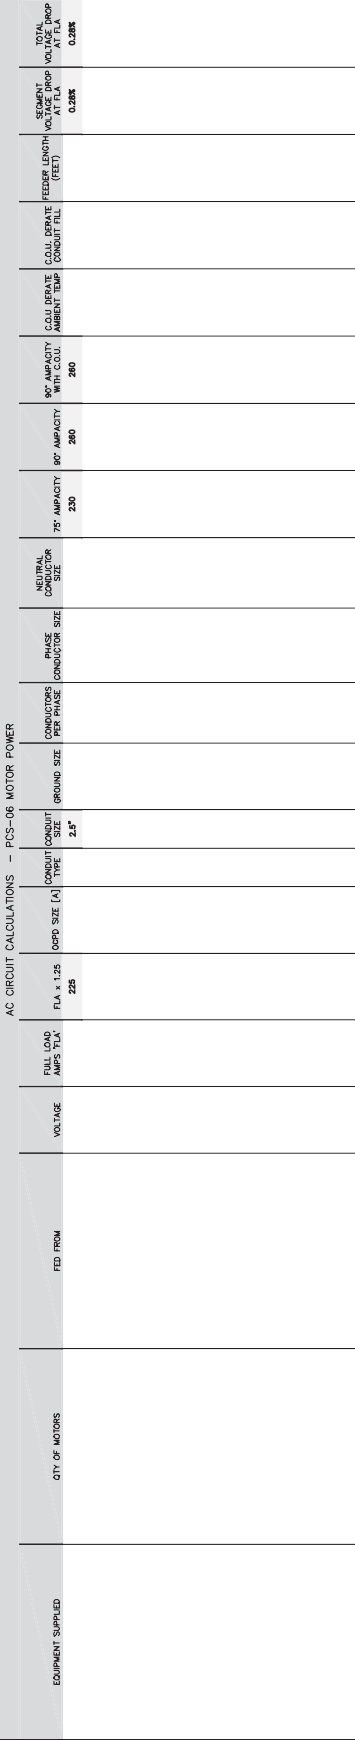 AC CIRCUIT CALCULATIONS - PCS-06 MOTOR POWER
EQUIPMENT SUPPLIED
QTY OF MOTORS
FED FROM
VOLTAGE
FULL LOAD
AMPS 'FLA'
FLA x 1.25
OCPD SIZE [A]
CONDUIT
TYPE
CONDUIT
SIZE
GROUND SIZE
CONDUCTORS
PER PHASE
PHASE
CONDUCTOR SIZE
NEUTRAL
CONDUCTOR
SIZE
75° AMPACITY
90° AMPACITY
90° AMPACITY
WITH C.O.U.
C.O.U DERATE
AMBIENT TEMP
C.O.U. DERATE
CONDUIT FILL
FEEDER LENGTH
(FEET)
SEGMENT
VOLTAGE DROP
AT FLA
TOTAL
VOLTAGE DROP
AT FLA
225
2.5"
230
260
260
0.28%
0.28%